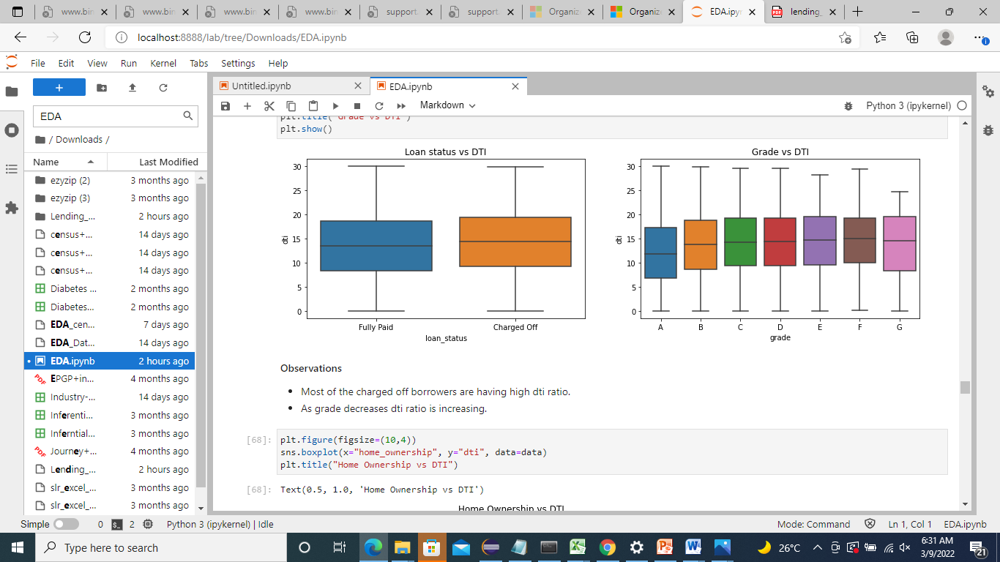 www.bin
www.bin
www.bin
www.bin
support.
support.
Organize
Organize
EDA.ipyn
lending_
localhost:8888/lab/tree/Downloads/EDA.ipynb
File Edit View Run Kernel Tabs Settings Help
Untitled.ipynb
EDA.ipynb
Markdown
Python 3 (ipykernel)
EDA
/ Downloads /
Name Last Modified
ezyzip (2) 3 months ago
ezyzip (3) 3 months ago
Lending_... 2 hours ago
census+... 14 days ago
census+... 14 days ago
census+... 14 days ago
Diabetes ... 2 months ago
Diabetes... 2 months ago
EDA_cen... 7 days ago
EDA_Dat... 14 days ago
EDA.ipynb 2 hours ago
EPGP+in... 4 months ago
Industry-... 14 days ago
Inferenti... 3 months ago
Inferntial... 3 months ago
Journey+... 4 months ago
Lending_... 2 hours ago
slr_excel_... 3 months ago
slr_excel_... 3 months ago
plt.title("Grade vs DTI")
plt.show()
Loan status vs DTI
30
25
20
15
10
5
0
dti
Fully Paid Charged Off
loan_status
Grade vs DTI
30
25
20
15
10
5
0
dti
A B C D E F G
grade
Observations
Most of the charged off borrowers are having high dti ratio.
As grade decreases dti ratio is increasing.
[68]:
plt.figure(figsize=(10,4))
sns.boxplot(x="home_ownership", y="dti", data=data)
plt.title("Home Ownership vs DTI")
[68]: Text(0.5, 1.0, 'Home Ownership vs DTI')
Home Ownership vs DTI
Simple 0 2 Python 3 (ipykernel) | Idle
Mode: Command Ln 1, Col 1 EDA.ipynb
Type here to search
26°C
6:31 AM
3/9/2022
21